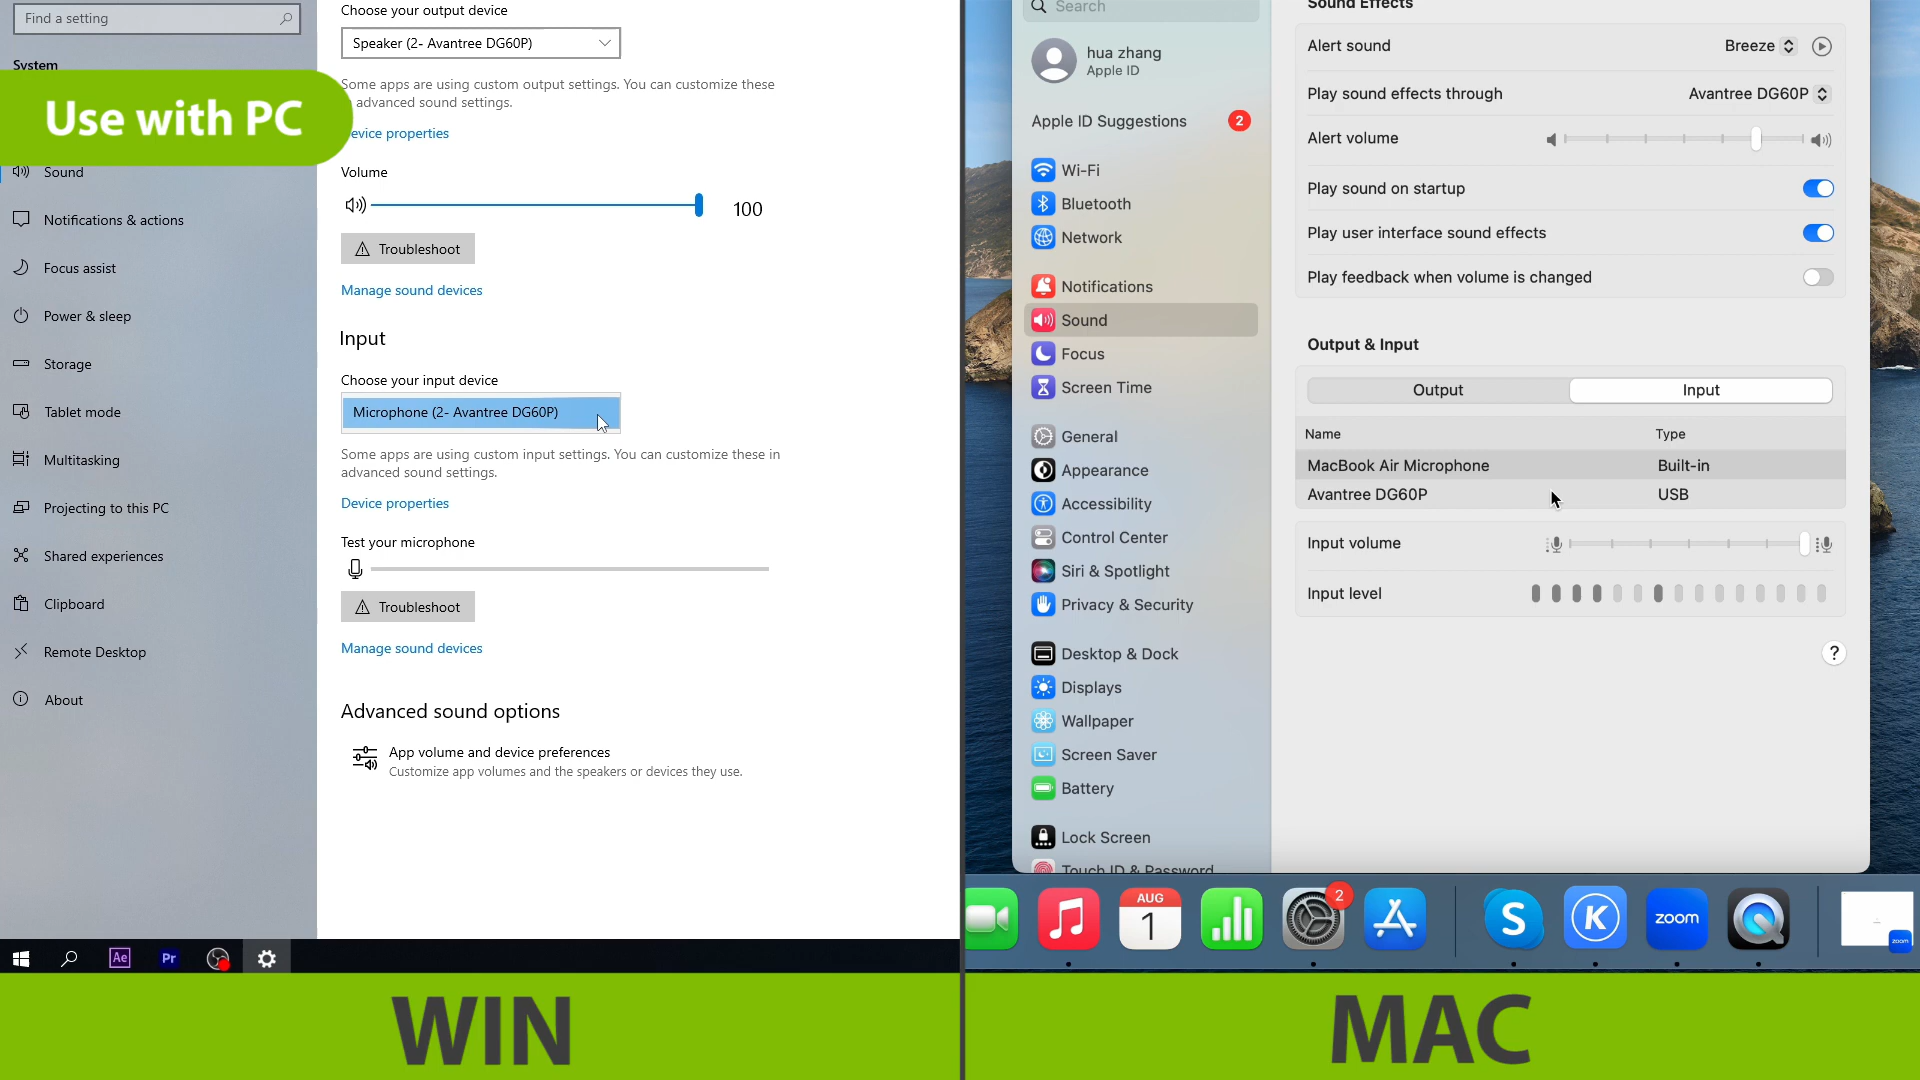 Find a setting
System
Use with PC
Sound
Notifications & actions
Focus assist
Power & sleep
Storage
Tablet mode
Multitasking
Projecting to this PC
Shared experiences
Clipboard
Remote Desktop
About
Choose your output device
Speaker (2- Avantree DG60P)
Some apps are using custom output settings. You can customize these
advanced sound settings.
evice properties
Volume
100
Troubleshoot
Manage sound devices
Input
Choose your input device
Microphone (2- Avantree DG60P)
Some apps are using custom input settings. You can customize these in
advanced sound settings.
Device properties
Test your microphone
Troubleshoot
Manage sound devices
Advanced sound options
App volume and device preferences
Customize app volumes and the speakers or devices they use.
Ae
Pr
WIN
Search
hua zhang
Apple ID
Apple ID Suggestions
2
Wi-Fi
Bluetooth
Network
Notifications
Sound
Focus
Screen Time
General
Appearance
Accessibility
Control Center
Siri & Spotlight
Privacy & Security
Desktop & Dock
Displays
Wallpaper
Screen Saver
Battery
Lock Screen
Touch ID & Password
Sound Effects
Alert sound
Breeze
Play sound effects through
Avantree DG60P
Alert volume
Play sound on startup
Play user interface sound effects
Play feedback when volume is changed
Output & Input
Output
Input
Name
Type
MacBook Air Microphone
Built-in
Avantree DG60P
USB
Input volume
Input level
?
AUG
1
2
S
K
zoom
zoom
MAC